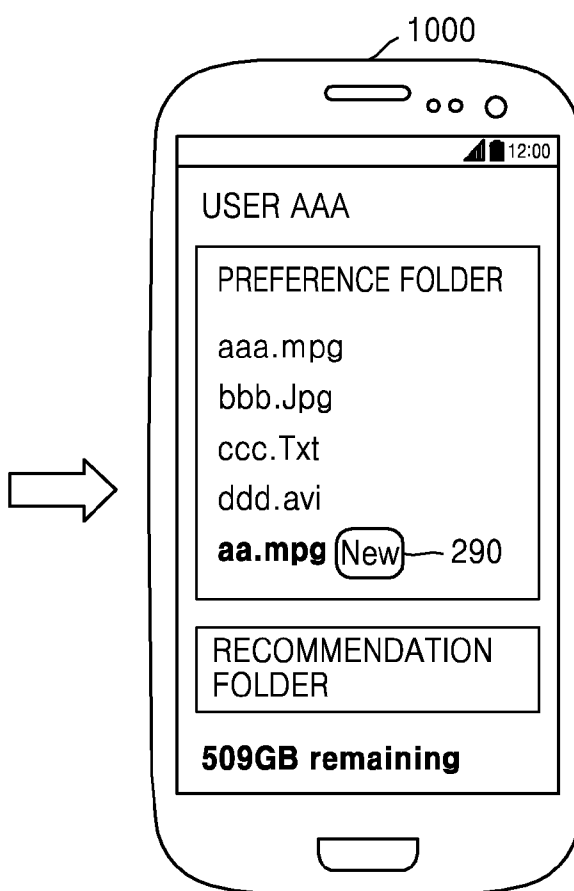 1000
12:00
USER AAA
PREFERENCE FOLDER
aaa.mpg
bbb.Jpg
ccc.Txt
ddd.avi
aa.mpg New 290
RECOMMENDATION
FOLDER
509GB remaining